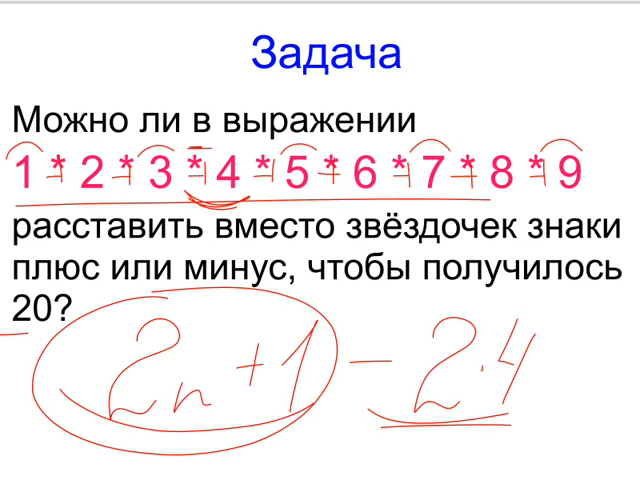 Задача
Можно ли в выражении
1 * 2 * 3 * 4 * 5 * 6 * 7 * 8 * 9
расставить вместо звёздочек знаки
плюс или минус, чтобы получилось
20?
2n + 1 - 2.4